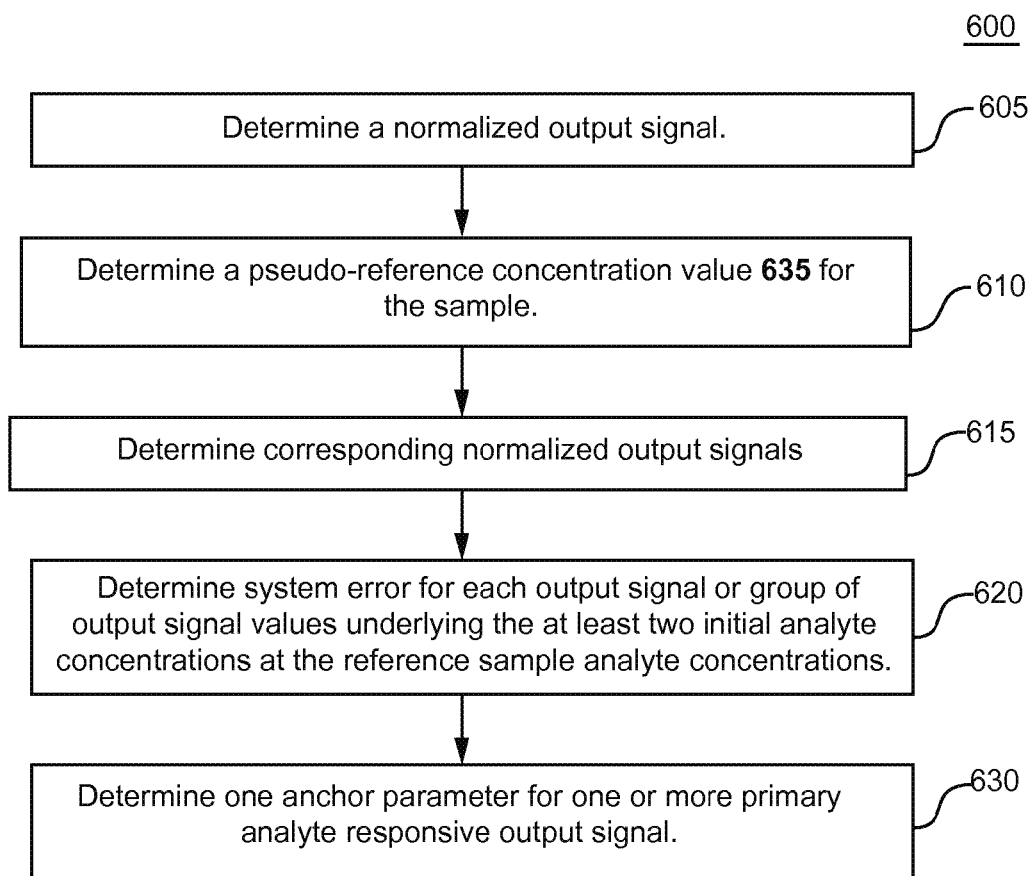 600
Determine a normalized output signal.
605
Determine a pseudo-reference concentration value 635 for
the sample.
610
Determine corresponding normalized output signals
615
Determine system error for each output signal or group of
output signal values underlying the at least two initial analyte
concentrations at the reference sample analyte concentrations.
620
Determine one anchor parameter for one or more primary
analyte responsive output signal.
630